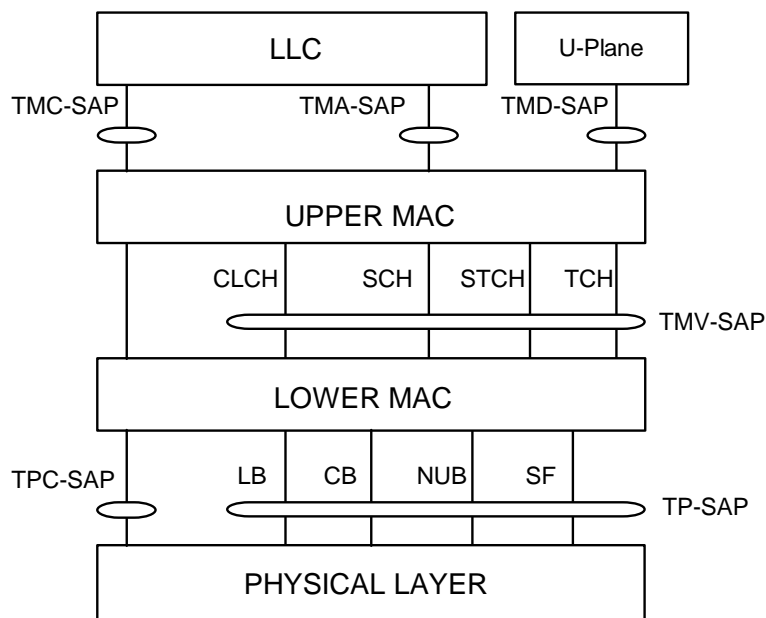 LLC
U-Plane
TMC-SAP
TMA-SAP
TMD-SAP
UPPER MAC
CLCH
SCH
STCH
TCH
TMV-SAP
LOWER MAC
TPC-SAP
LB
CB
NUB
SF
TP-SAP
PHYSICAL LAYER